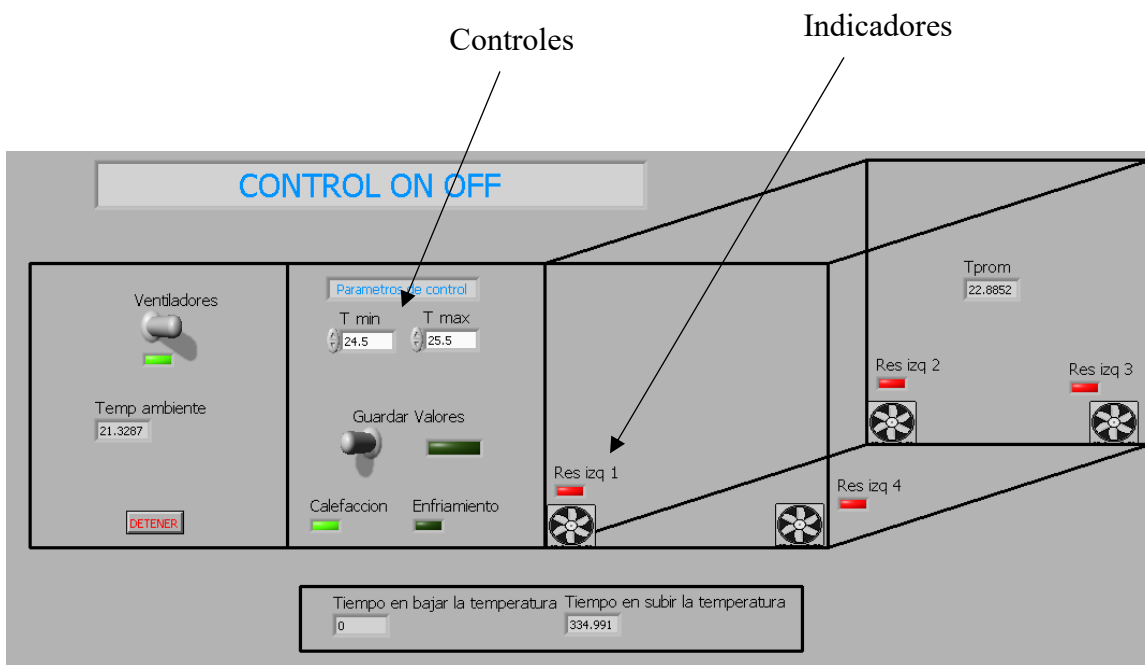 Controles
Indicadores
CONTROL ON OFF
Ventiladores
Temp ambiente
21.3287
DETENER
Parametros de control
T min
24.5
T max
25.5
Guardar Valores
Calefaccion
Enfriamiento
Res izq 1
Tprom
22.8852
Res izq 2
Res izq 3
Res izq 4
Tiempo en bajar la temperatura
0
Tiempo en subir la temperatura
334.991